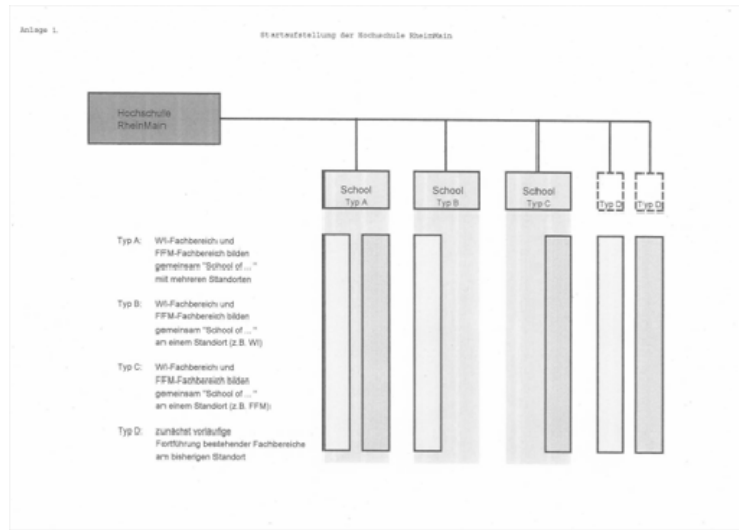 Anlage 1.
Startaufstellung der Hochschule RheinMain
Hochschule
RheinMain
School
Typ A
School
Typ B
School
Typ C
Typ D
Typ D
Typ A: WI-Fachbereich und
FFM-Fachbereich bilden
gemeinsam "School of ... "
mit mehreren Standorten
Typ B: WI-Fachbereich und
FFM-Fachbereich bilden
gemeinsam "School of ... "
an einem Standort (z.B. WI)
Typ C: WI-Fachbereich und
FFM-Fachbereich bilden
gemeinsam "School of ... "
an einem Standort (z.B. FFM)
Typ D: zunächst vorläufige
Fortführung bestehender Fachbereiche
am bisherigen Standort